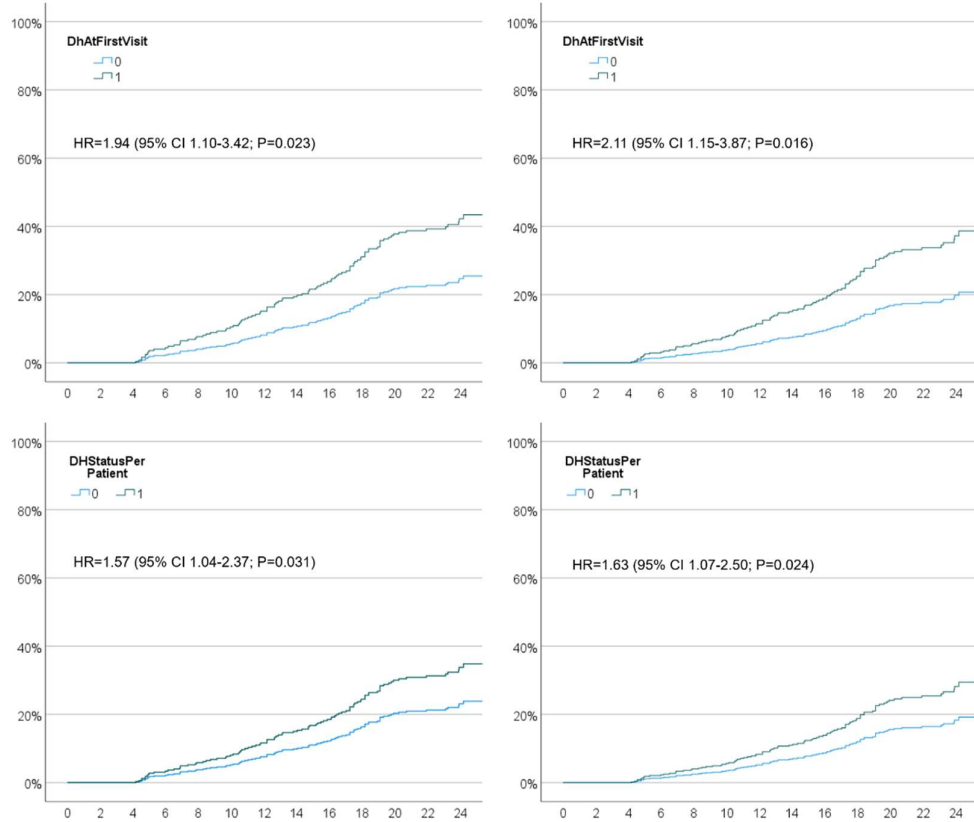 100%
DhAtFirstVisit
0
1
80%
HR=1.94 (95% CI 1.10-3.42; P=0.023)
60%
40%
20%
0%
0 2 4 6 8 10 12 14 16 18 20 22 24
100%
DhAtFirstVisit
0
1
80%
HR=2.11 (95% CI 1.15-3.87; P=0.016)
60%
40%
20%
0%
0 2 4 6 8 10 12 14 16 18 20 22 24
100%
DHStatusPer
Patient
0 1
80%
HR=1.57 (95% CI 1.04-2.37; P=0.031)
60%
40%
20%
0%
0 2 4 6 8 10 12 14 16 18 20 22 24
100%
DHStatusPer
Patient
0 1
80%
HR=1.63 (95% CI 1.07-2.50; P=0.024)
60%
40%
20%
0%
0 2 4 6 8 10 12 14 16 18 20 22 24